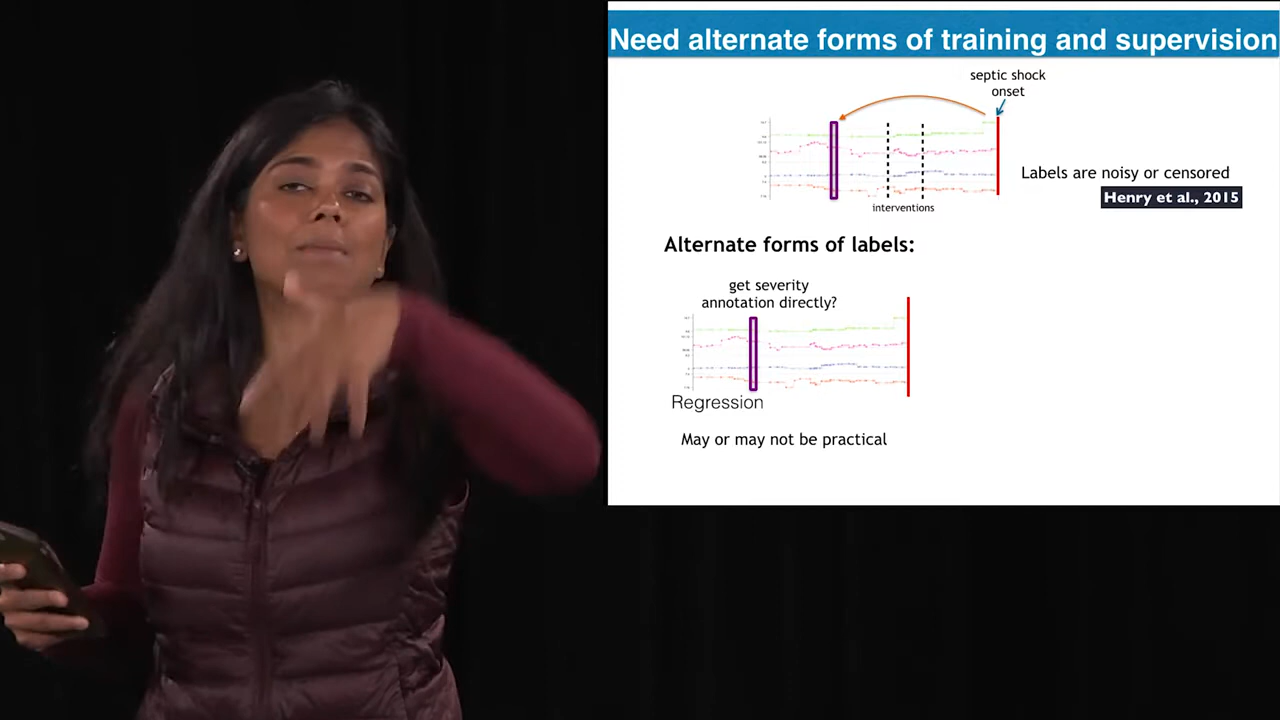 Need alternate forms of training and supervision
septic shock
onset
Labels are noisy or censored
Henry et al., 2015
interventions
Alternate forms of labels:
get severity
annotation directly?
Regression
May or may not be practical